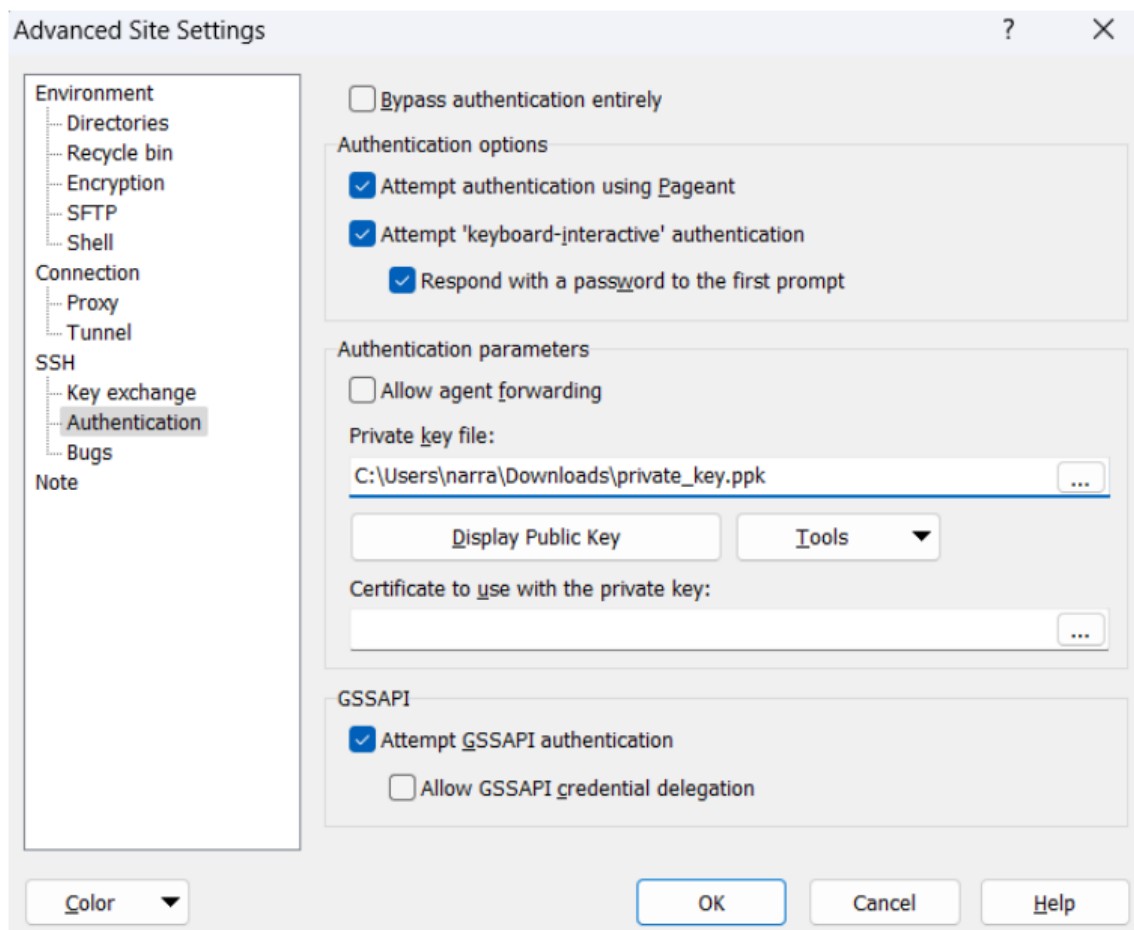 Advanced Site Settings ?
Environment
Directories
Recycle bin
Encryption
SFTP
Shell
Connection
Proxy
Tunnel
SSH
Key exchange
Authentication
Bugs
Note
Bypass authentication entirely
Authentication options
Attempt authentication using Pageant
Attempt 'keyboard-interactive' authentication
Respond with a password to the first prompt
Authentication parameters
Allow agent forwarding
Private key file:
C:\Users\narra\Downloads\private_key.ppk ...
Display Public Key Tools
Certificate to use with the private key:
...
GSSAPI
Attempt GSSAPI authentication
Allow GSSAPI credential delegation
Color OK Cancel Help